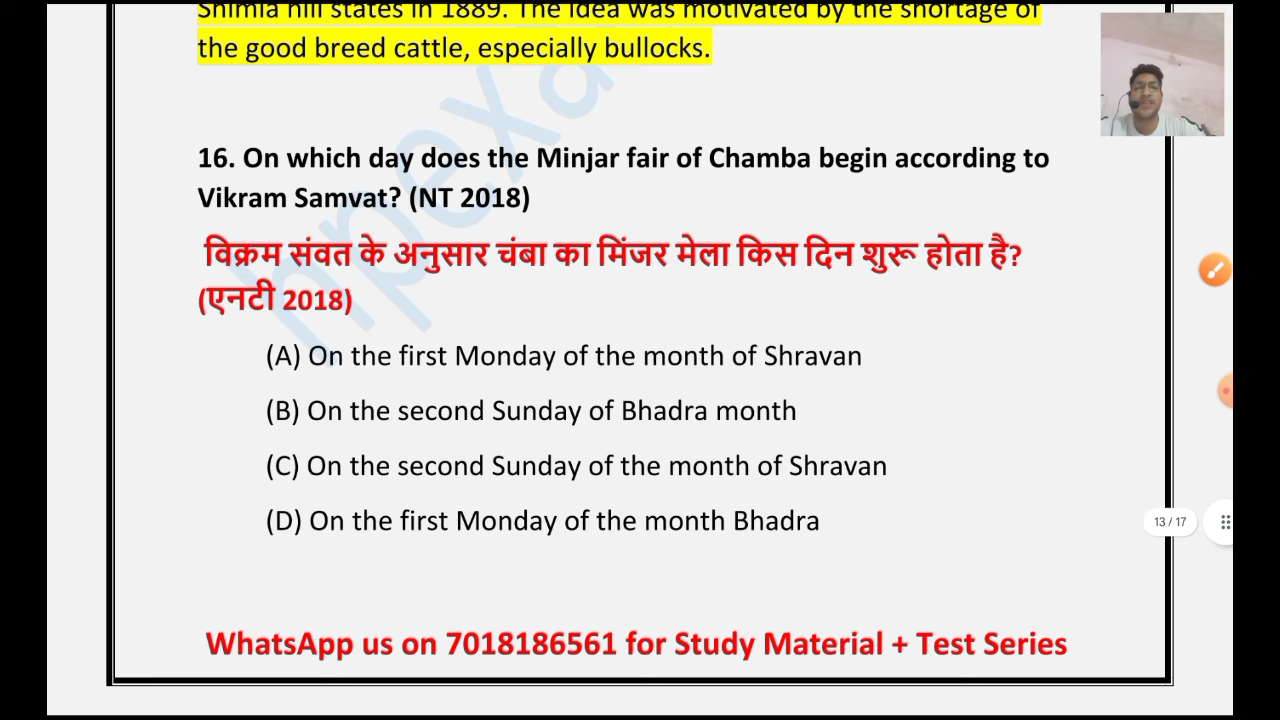 Shimla hill states in 1889. The idea was motivated by the shortage of
the good breed cattle, especially bullocks.
16. On which day does the Minjar fair of Chamba begin according to
Vikram Samvat? (NT 2018)
विक्रम संवत के अनुसार चंबा का मिंजर मेला किस दिन शुरू होता है?
(एनटी 2018)
(A) On the first Monday of the month of Shravan
(B) On the second Sunday of Bhadra month
(C) On the second Sunday of the month of Shravan
(D) On the first Monday of the month Bhadra
13 / 17
WhatsApp us on 7018186561 for Study Material + Test Series
hpexa